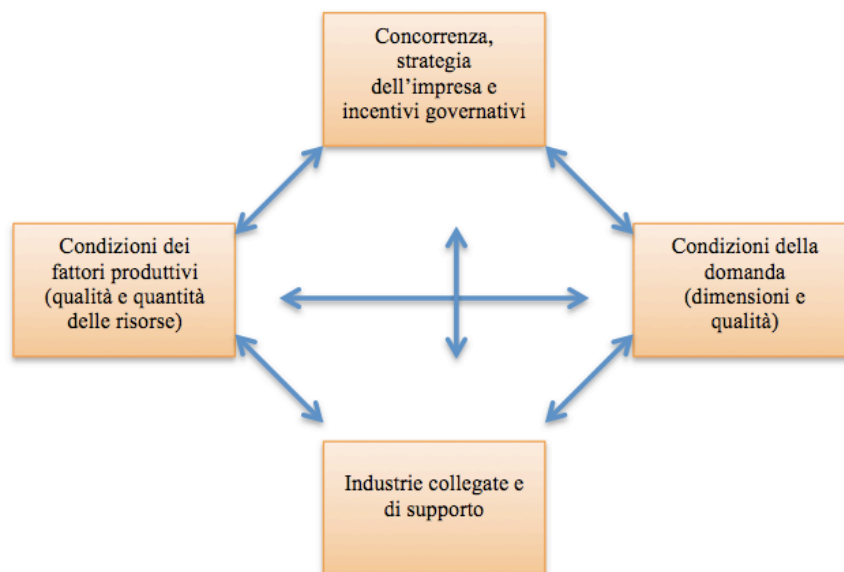 Concorrenza,
strategia
dell’impresa e
incentivi governativi
Condizioni dei
fattori produttivi
(qualità e quantità
delle risorse)
Condizioni della
domanda
(dimensioni e
qualità)
Industrie collegate e
di supporto